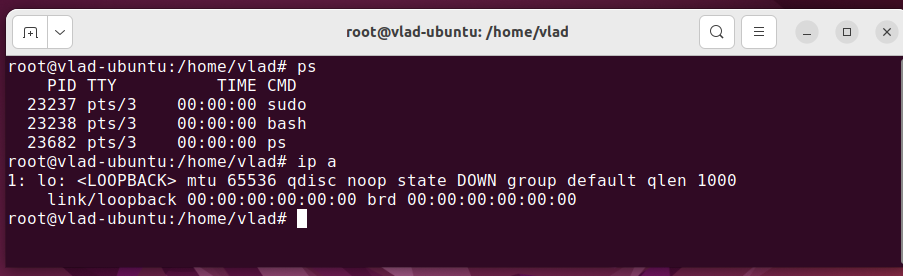 root@vlad-ubuntu: /home/vlad
root@vlad-ubuntu:/home/vlad# ps
    PID TTY          TIME CMD
  23237 pts/3    00:00:00 sudo
  23238 pts/3    00:00:00 bash
  23682 pts/3    00:00:00 ps
root@vlad-ubuntu:/home/vlad# ip a
1: lo: <LOOPBACK> mtu 65536 qdisc noop state DOWN group default qlen 1000
    link/loopback 00:00:00:00:00:00 brd 00:00:00:00:00:00
root@vlad-ubuntu:/home/vlad#